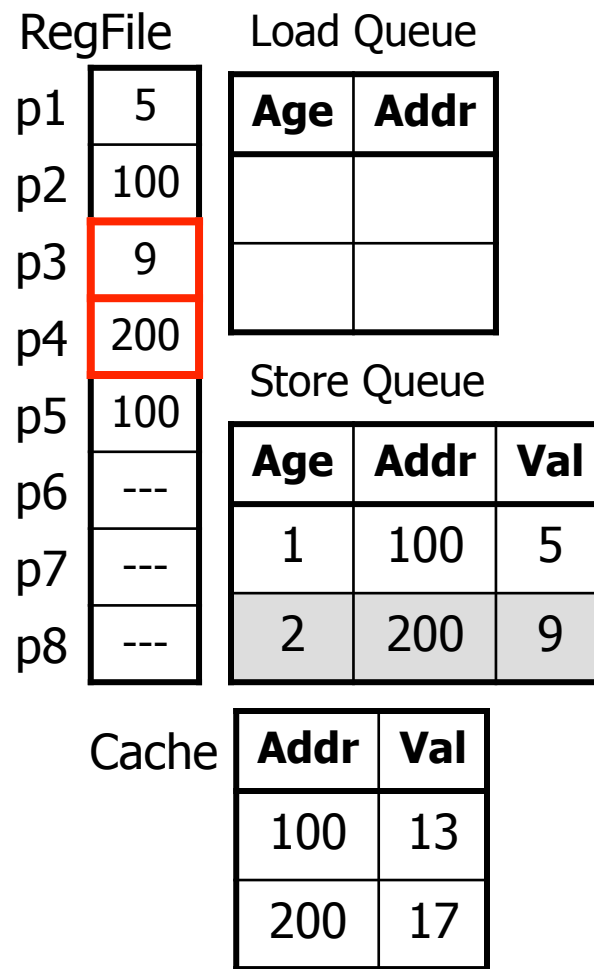 RegFile
p1 5
p2 100
p3 9
p4 200
p5 100
p6 ---
p7 ---
p8 ---
Load Queue
Age Addr
Store Queue
Age Addr Val
1 100 5
2 200 9
Cache
Addr Val
100 13
200 17